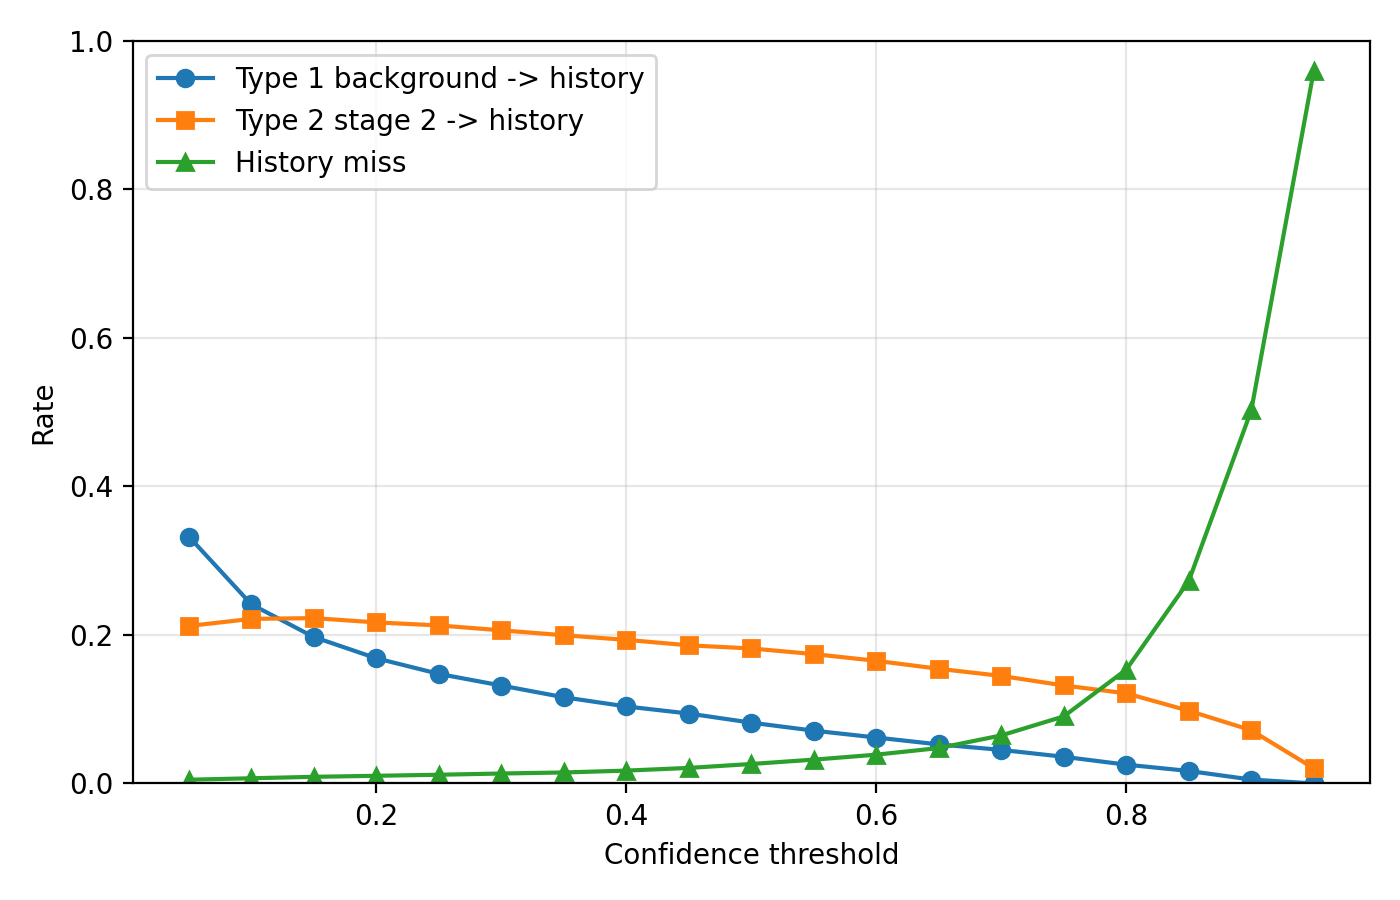 1.0
0.8
0.6
0.4
0.2
0.0
Rate
Type 1 background -> history
Type 2 stage 2 -> history
History miss
0.2 0.4 0.6 0.8
Confidence threshold